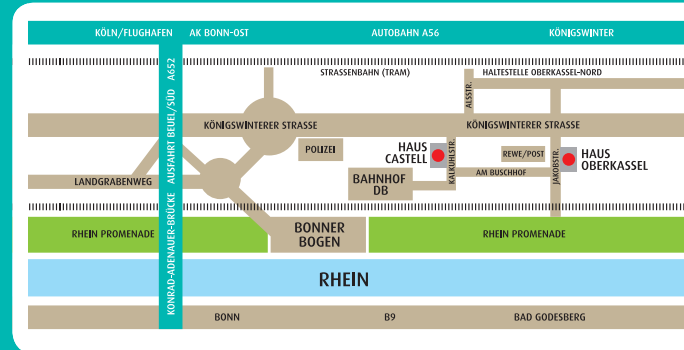 KÖLN/FLUGHAFEN AK BONN-OST AUTOBAHN A56 KÖNIGSWINTER
STRASSENBAHN (TRAM) HALTESTELLE OBERKASSEL-NORD
ALSSTR.
KÖNIGSWINTERER STRASSE KÖNIGSWINTERER STRASSE
POLIZEI
HAUS
CASTELL
KALKUHLSTR.
REWE/POST
JAKOBSTR.
HAUS
OBERKASSEL
LANDGRABENWEG
BAHNHOF
DB
AM BUSCHHOF
KONRAD-ADENAUER-BRÜCKE AUSFAHRT BEUEL/SÜD A652
RHEIN PROMENADE
BONNER
BOGEN
RHEIN PROMENADE
RHEIN
BONN B9 BAD GODESBERG